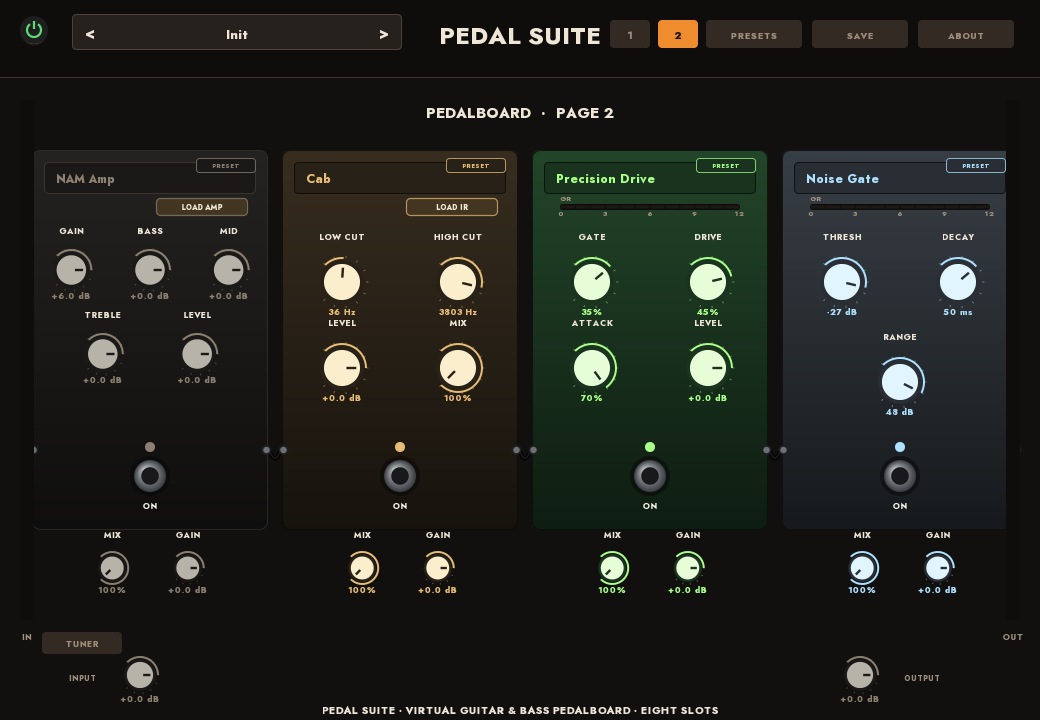 < Init > PEDAL SUITE 1 2 PRESETS SAVE ABOUT
PEDALBOARD · PAGE 2
PRESET PRESET PRESET PRESET
NAM Amp Cab Precision Drive Noise Gate
LOAD AMP LOAD IR
GR GR
0 3 6 9 12 0 3 6 9 12
GAIN BASS MID
LOW CUT HIGH CUT GATE DRIVE THRESH DECAY
+6.0 dB +0.0 dB +0.0 dB
36 Hz 3803 Hz 35% 45% -27 dB 50 ms
TREBLE LEVEL
LEVEL MIX ATTACK LEVEL
RANGE
+0.0 dB +0.0 dB
+0.0 dB 100% 70% +0.0 dB
48 dB
ON ON ON ON
MIX GAIN MIX GAIN MIX GAIN MIX GAIN
100% +0.0 dB 100% +0.0 dB 100% +0.0 dB 100% +0.0 dB
IN OUT
TUNER
INPUT OUTPUT
+0.0 dB +0.0 dB
PEDAL SUITE · VIRTUAL GUITAR & BASS PEDALBOARD · EIGHT SLOTS